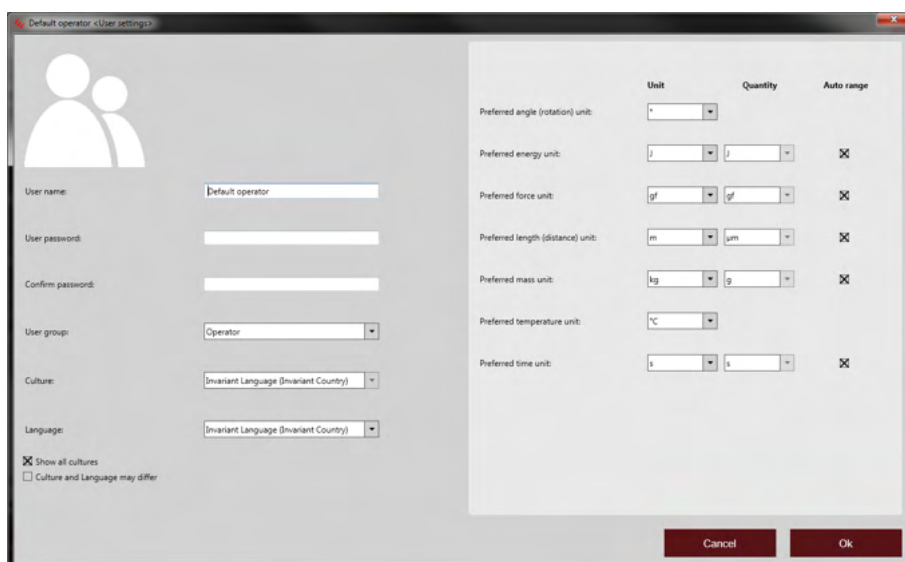 Default operator <User settings>
User name: Default operator
User password:
Confirm password:
User group: Operator
Culture: Invariant Language (Invariant Country)
Language: Invariant Language (Invariant Country)
Show all cultures
Culture and Language may differ
Unit Quantity Auto range
Preferred angle (rotation) unit: °
Preferred energy unit: J J
Preferred force unit: gf gf
Preferred length (distance) unit: m µm
Preferred mass unit: kg g
Preferred temperature unit: °C
Preferred time unit: s s
Cancel Ok